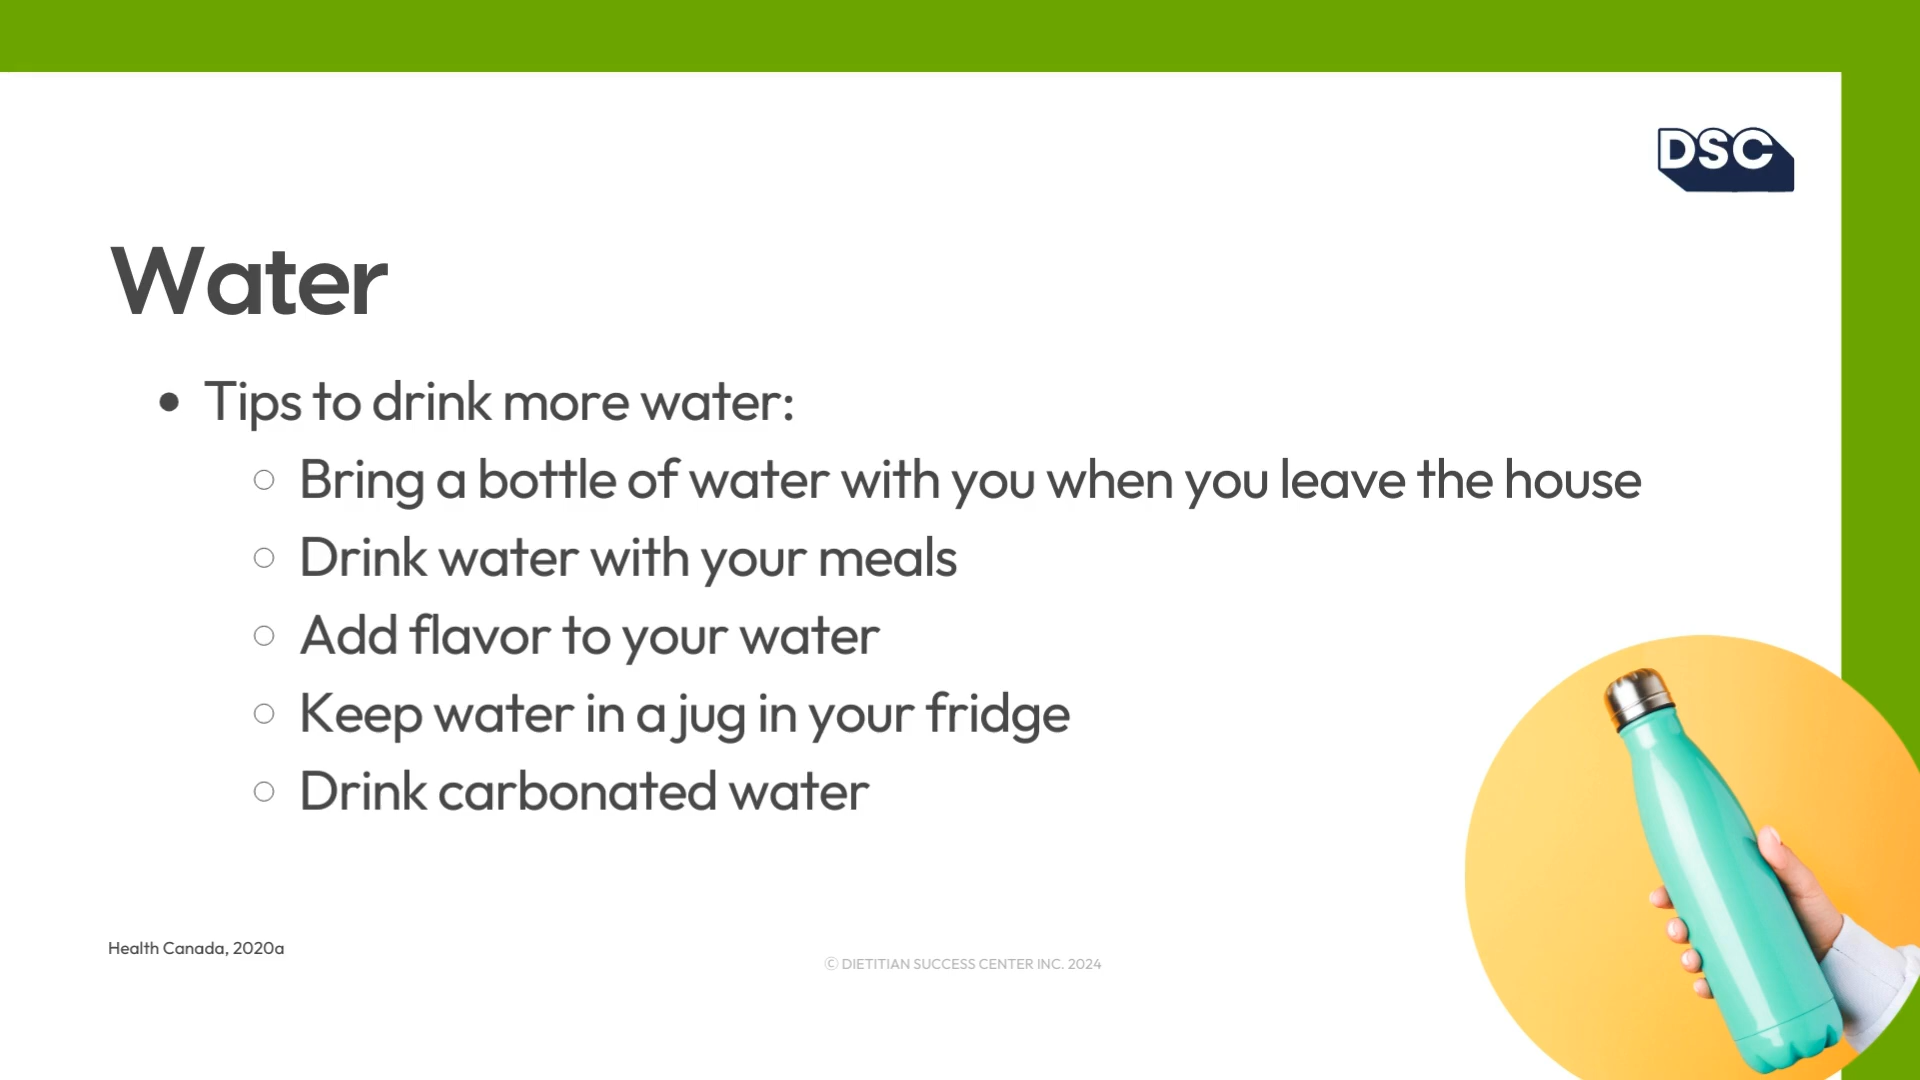 DSC
Water
• Tips to drink more water:
○ Bring a bottle of water with you when you leave the house
○ Drink water with your meals
○ Add flavor to your water
○ Keep water in a jug in your fridge
○ Drink carbonated water
Health Canada, 2020a
© DIETITIAN SUCCESS CENTER INC. 2024